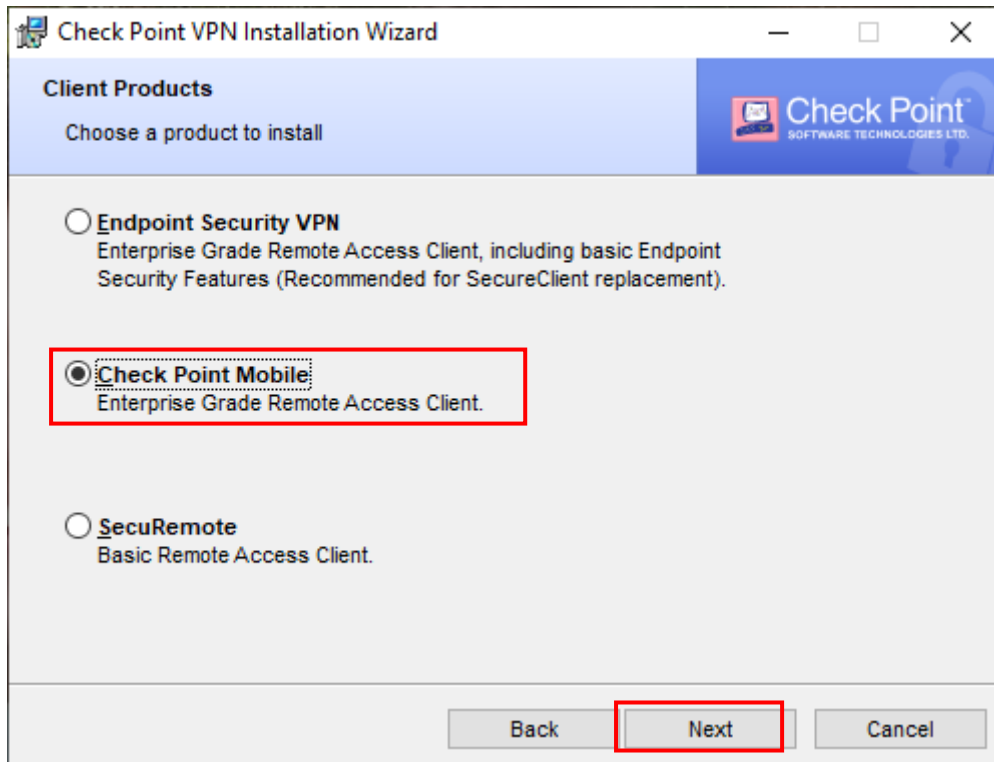 Check Point VPN Installation Wizard
Client Products
Choose a product to install
Check Point™
SOFTWARE TECHNOLOGIES LTD.
Endpoint Security VPN
Enterprise Grade Remote Access Client, including basic Endpoint
Security Features (Recommended for SecureClient replacement).
Check Point Mobile
Enterprise Grade Remote Access Client.
SecuRemote
Basic Remote Access Client.
Back Next Cancel